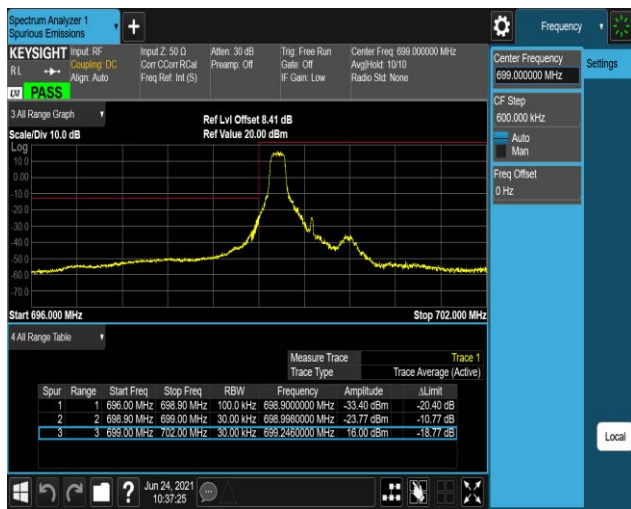 Spectrum Analyzer 1
Spurious Emissions
+
Frequency
KEYSIGHT
RL
LXI
PASS
Input: RF
Coupling: DC
Align: Auto
Input Z: 50 Ω
Corr CCorr RCal
Freq Ref: Int (S)
Atten: 30 dB
Preamp: Off
Trig: Free Run
Gate: Off
IF Gain: Low
Center Freq: 699.000000 MHz
Avg|Hold: 10/10
Radio Std: None
Center Frequency
699.000000 MHz
Settings
CF Step
600.000 kHz
Auto
Man
Freq Offset
0 Hz
3 All Range Graph
Scale/Div 10.0 dB
Ref Lvl Offset 8.41 dB
Ref Value 20.00 dBm
Log
10.0
0.00
-10.0
-20.0
-30.0
-40.0
-50.0
-60.0
-70.0
Start 696.000 MHz
Stop 702.000 MHz
4 All Range Table
Measure Trace Trace 1
Trace Type Trace Average (Active)
Spur Range Start Freq Stop Freq RBW Frequency Amplitude ΔLimit
1 1 696.00 MHz 698.90 MHz 100.0 kHz 698.9000000 MHz -33.40 dBm -20.40 dB
2 2 698.90 MHz 699.00 MHz 30.00 kHz 698.9980000 MHz -23.77 dBm -10.77 dB
3 3 699.00 MHz 702.00 MHz 30.00 kHz 699.2460000 MHz 16.00 dBm -18.77 dB
Local
?
Jun 24, 2021
10:37:25